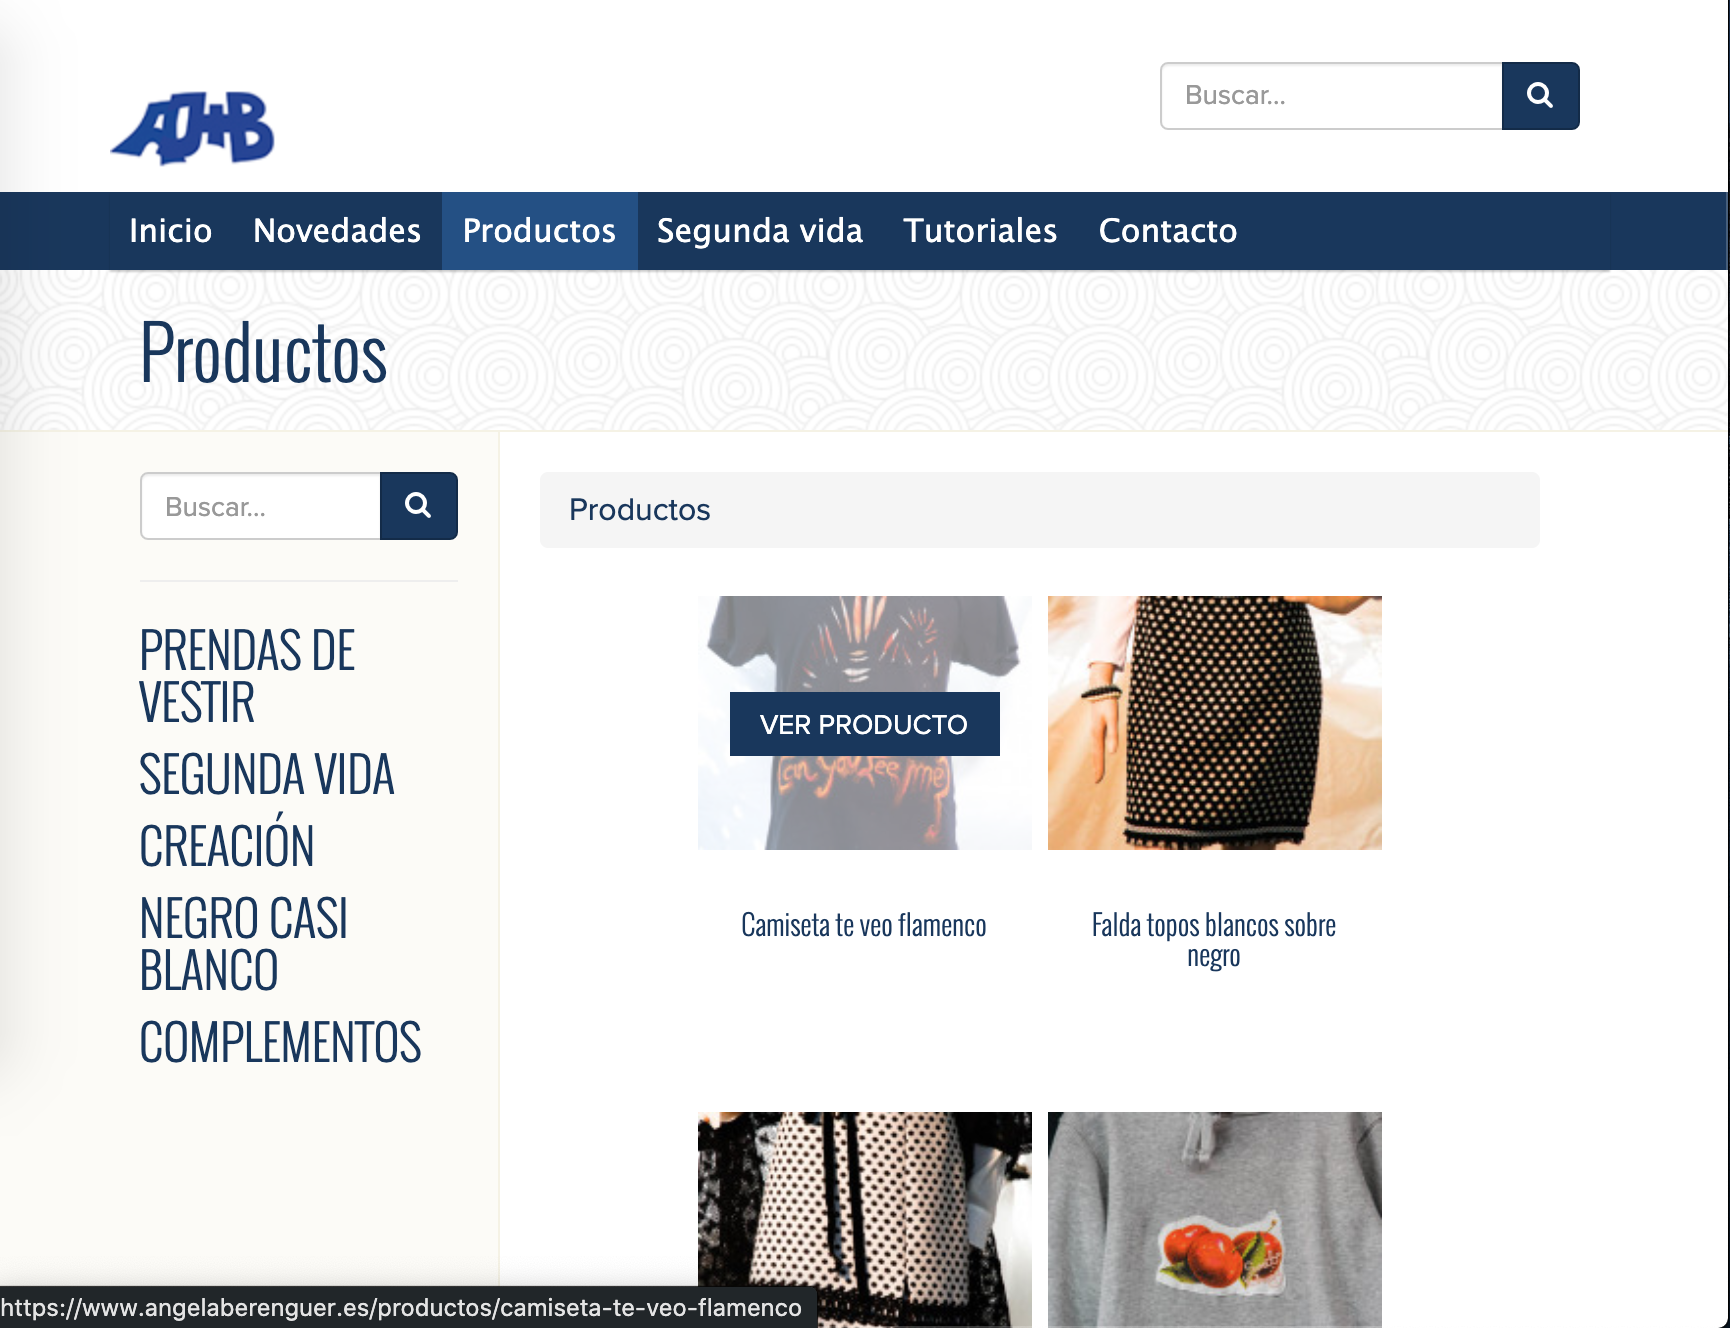 AO+B
Buscar...
Inicio Novedades Productos Segunda vida Tutoriales Contacto
Productos
Buscar...
Productos
PRENDAS DE
VESTIR
SEGUNDA VIDA
CREACIÓN
NEGRO CASI
BLANCO
COMPLEMENTOS
VER PRODUCTO
Can you see me
Camiseta te veo flamenco
Falda topos blancos sobre
negro
https://www.angelaberenguer.es/productos/camiseta-te-veo-flamenco